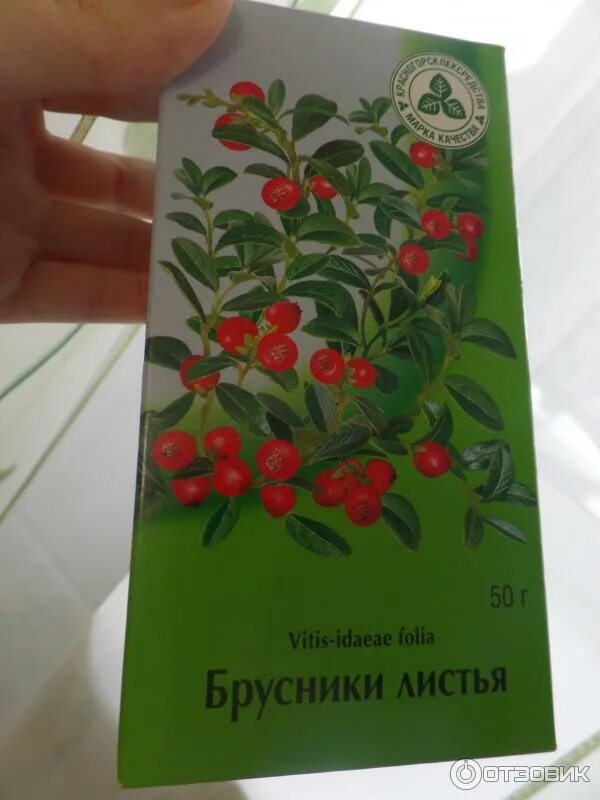 КРАСНОГОРСКЛЕКСРЕДСТВА
МАРКА КАЧЕСТВА
50 г
Vitis-idaeae folia
Брусники листья
ОТЗОВИК